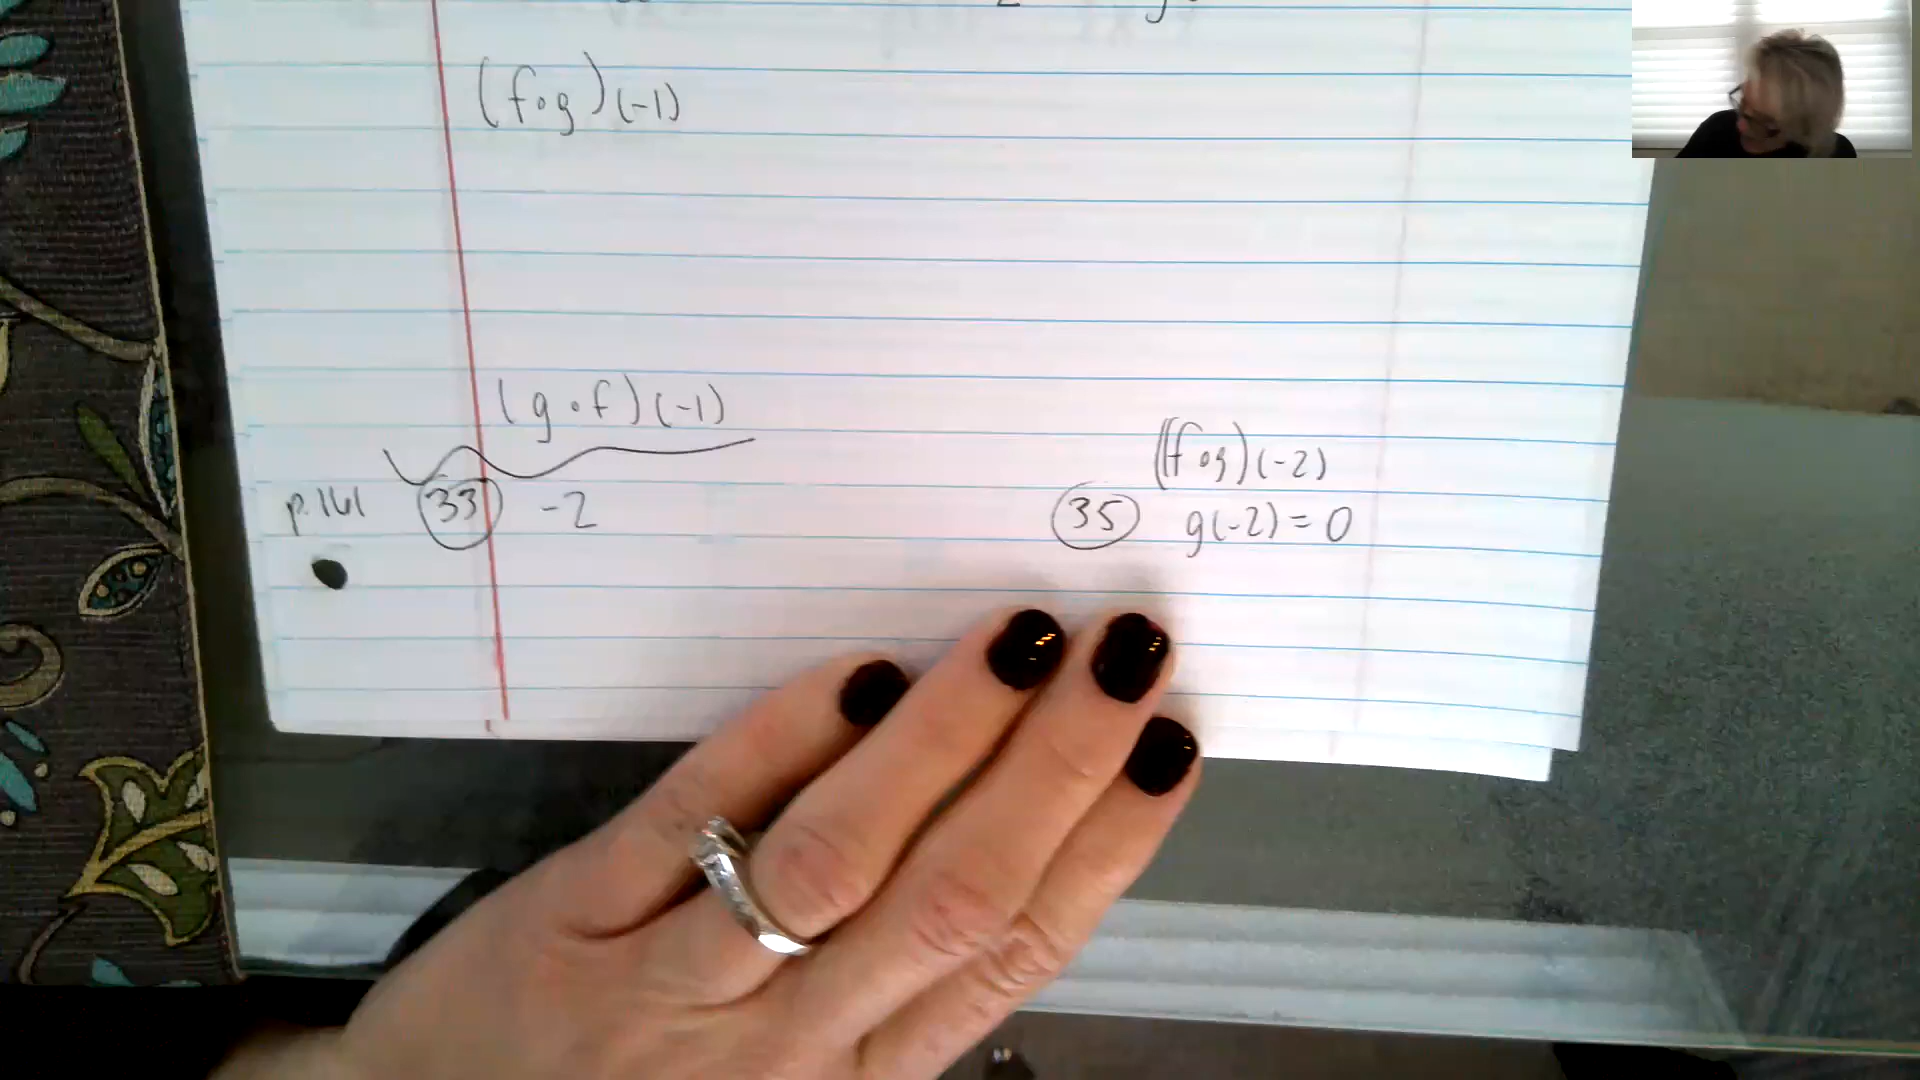 (f∘g)(-1)
(g∘f)(-1)
(f∘g)(-2)
p.161 33 -2
35 g(-2)=0